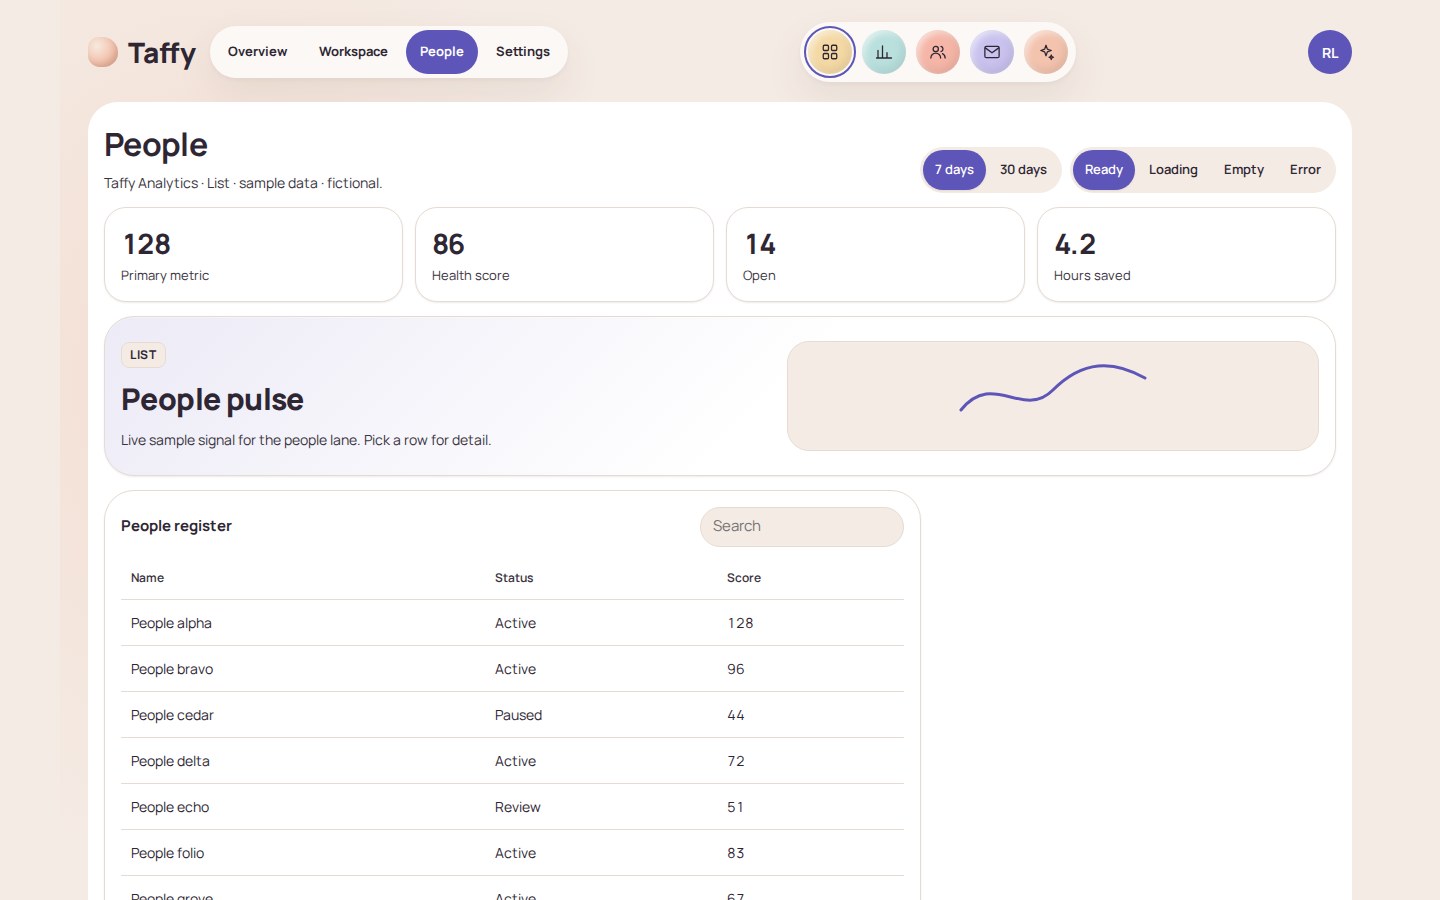 Taffy
Overview Workspace People Settings
RL
People
Taffy Analytics · List · sample data · fictional.
7 days 30 days Ready Loading Empty Error
128
Primary metric
86
Health score
14
Open
4.2
Hours saved
LIST
People pulse
Live sample signal for the people lane. Pick a row for detail.
People register
Search
Name Status Score
People alpha Active 128
People bravo Active 96
People cedar Paused 44
People delta Active 72
People echo Review 51
People folio Active 83
People grove Active 67